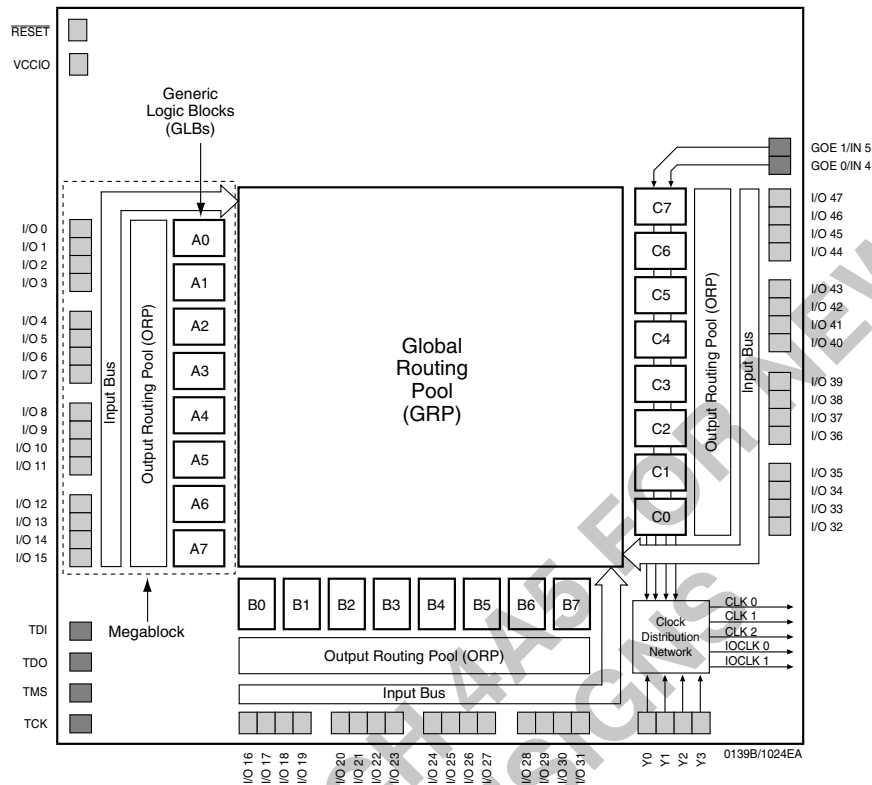 RESET
VCCIO
Generic
Logic Blocks
(GLBs)
GOE 1/IN 5
GOE 0/IN 4
I/O 0
I/O 1
I/O 2
I/O 3
I/O 4
I/O 5
I/O 6
I/O 7
I/O 8
I/O 9
I/O 10
I/O 11
I/O 12
I/O 13
I/O 14
I/O 15
Input Bus
Output Routing Pool (ORP)
A0
A1
A2
A3
A4
A5
A6
A7
Global
Routing
Pool
(GRP)
C7
C6
C5
C4
C3
C2
C1
C0
Output Routing Pool (ORP)
Input Bus
I/O 47
I/O 46
I/O 45
I/O 44
I/O 43
I/O 42
I/O 41
I/O 40
I/O 39
I/O 38
I/O 37
I/O 36
I/O 35
I/O 34
I/O 33
I/O 32
Megablock
TDI
TDO
TMS
TCK
B0 B1 B2 B3 B4 B5 B6 B7
Output Routing Pool (ORP)
Input Bus
Clock
Distribution
Network
CLK 0
CLK 1
CLK 2
IOCLK 0
IOCLK 1
I/O 16
I/O 17
I/O 18
I/O 19
I/O 20
I/O 21
I/O 22
I/O 23
I/O 24
I/O 25
I/O 26
I/O 27
I/O 28
I/O 29
I/O 30
I/O 31
Y0
Y1
Y2
Y3
0139B/1024EA
CH 4A5 FOR NEW
SIGNS